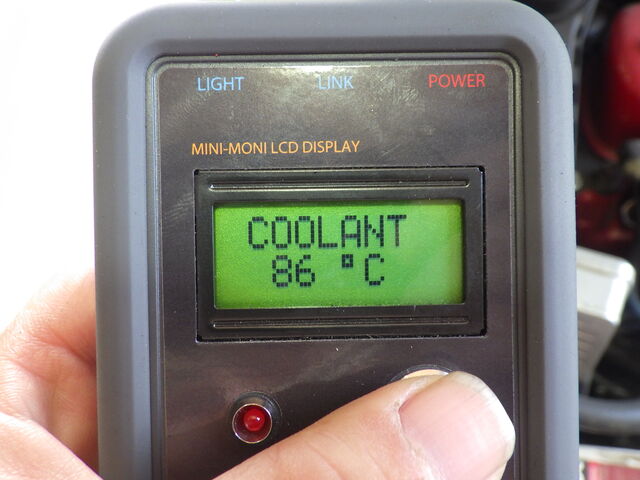 LIGHT LINK POWER
MINI-MONI LCD DISPLAY
COOLANT
86 °C